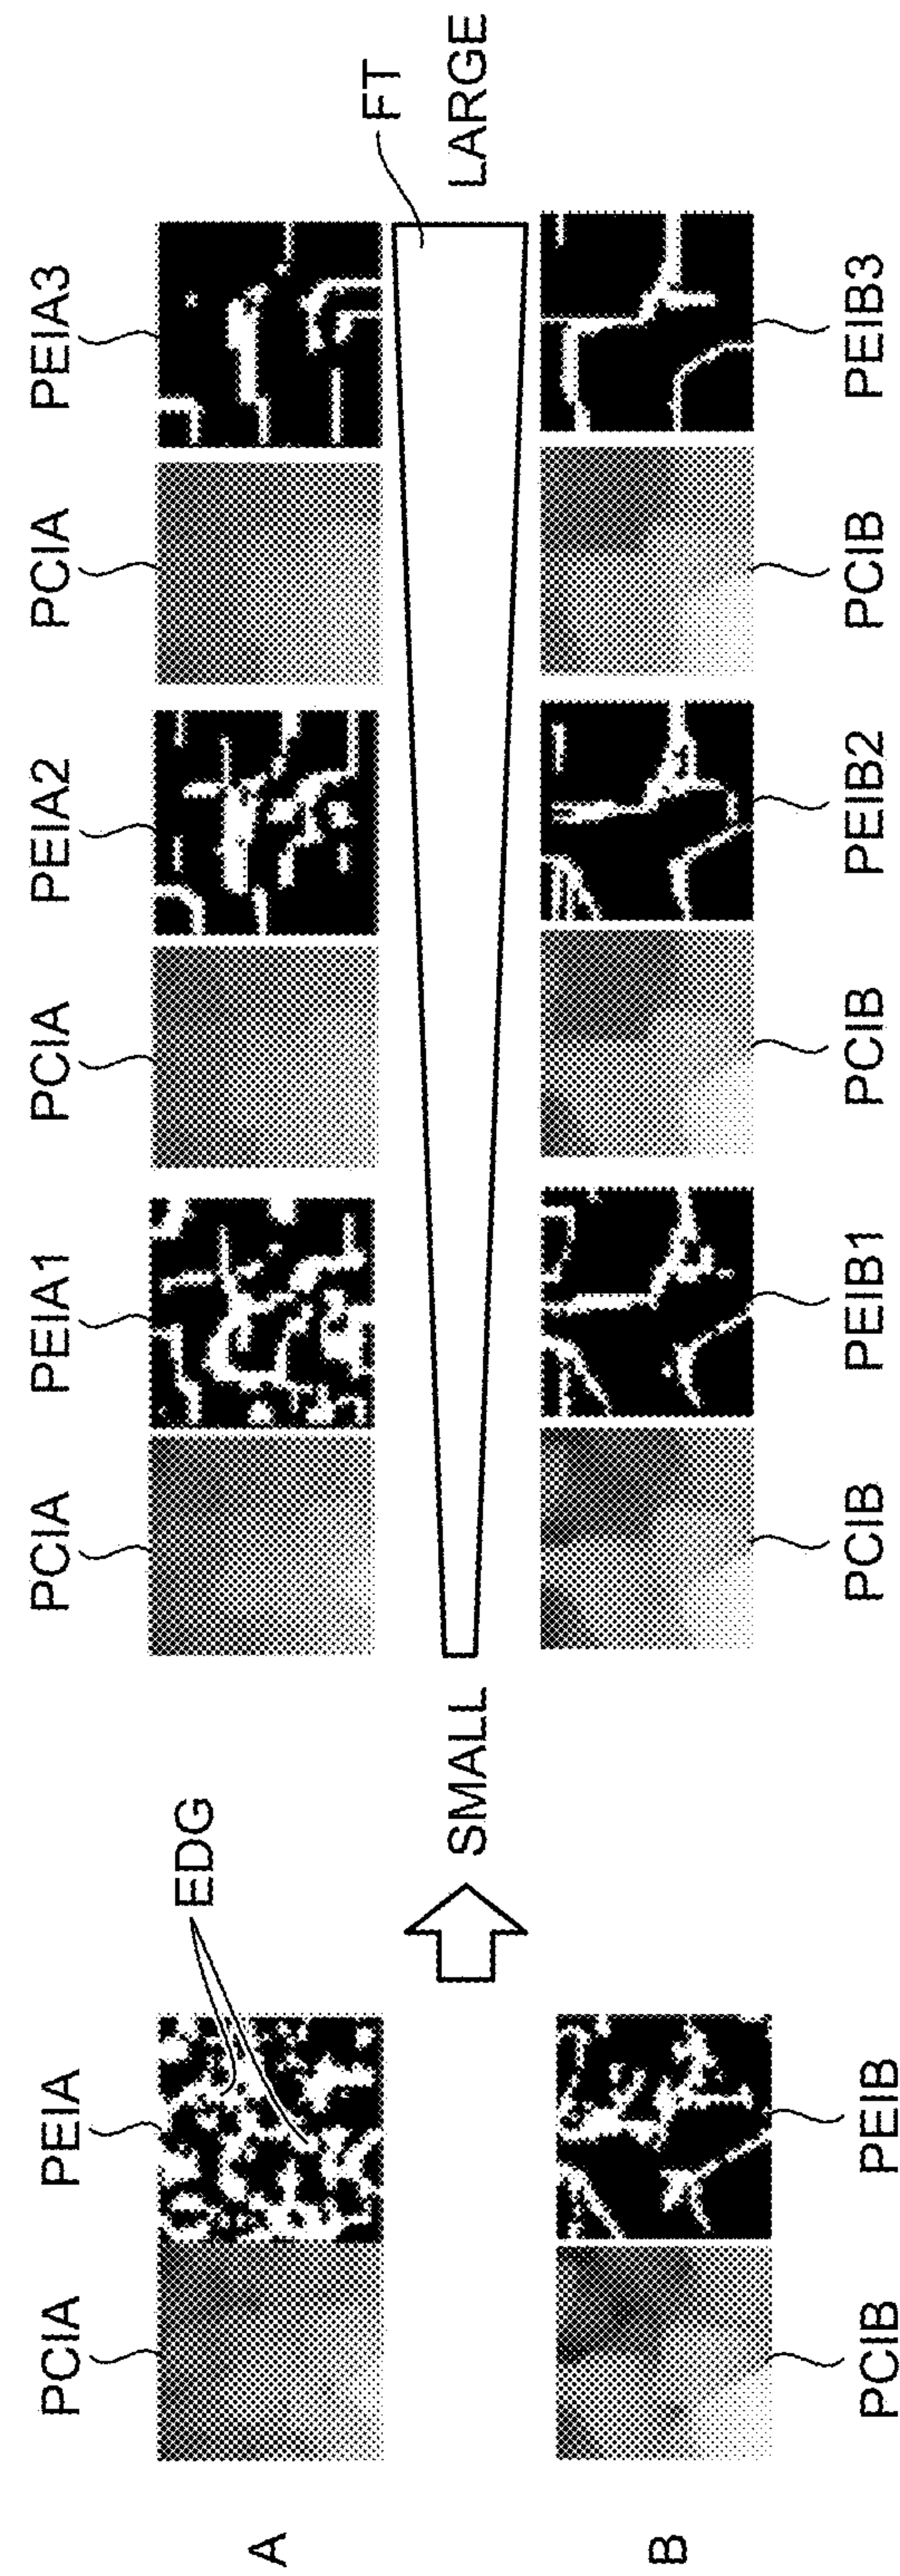 A
PCIA
PEIA
EDG
PCIA
PEIA1
PCIA
PEIA2
PCIA
PEIA3
SMALL
FT
LARGE
B
PCIB
PEIB
PCIB
PEIB1
PCIB
PEIB2
PCIB
PEIB3